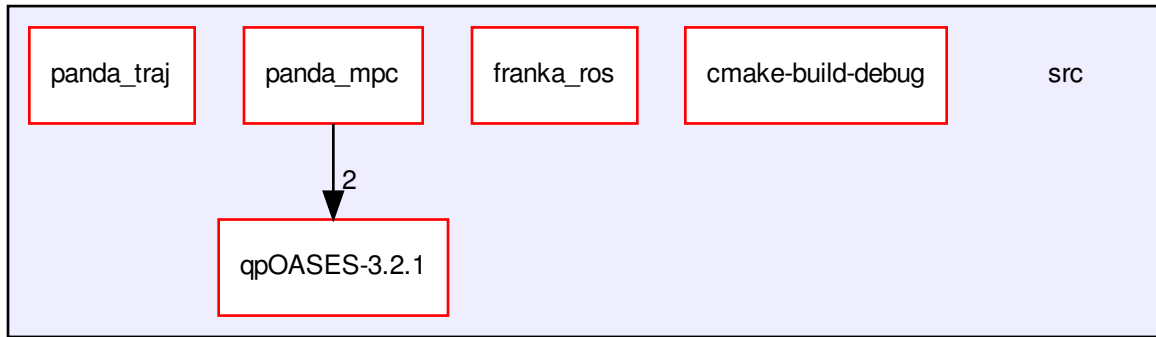 panda_traj
panda_mpc
franka_ros
cmake-build-debug
src
2
qpOASES-3.2.1